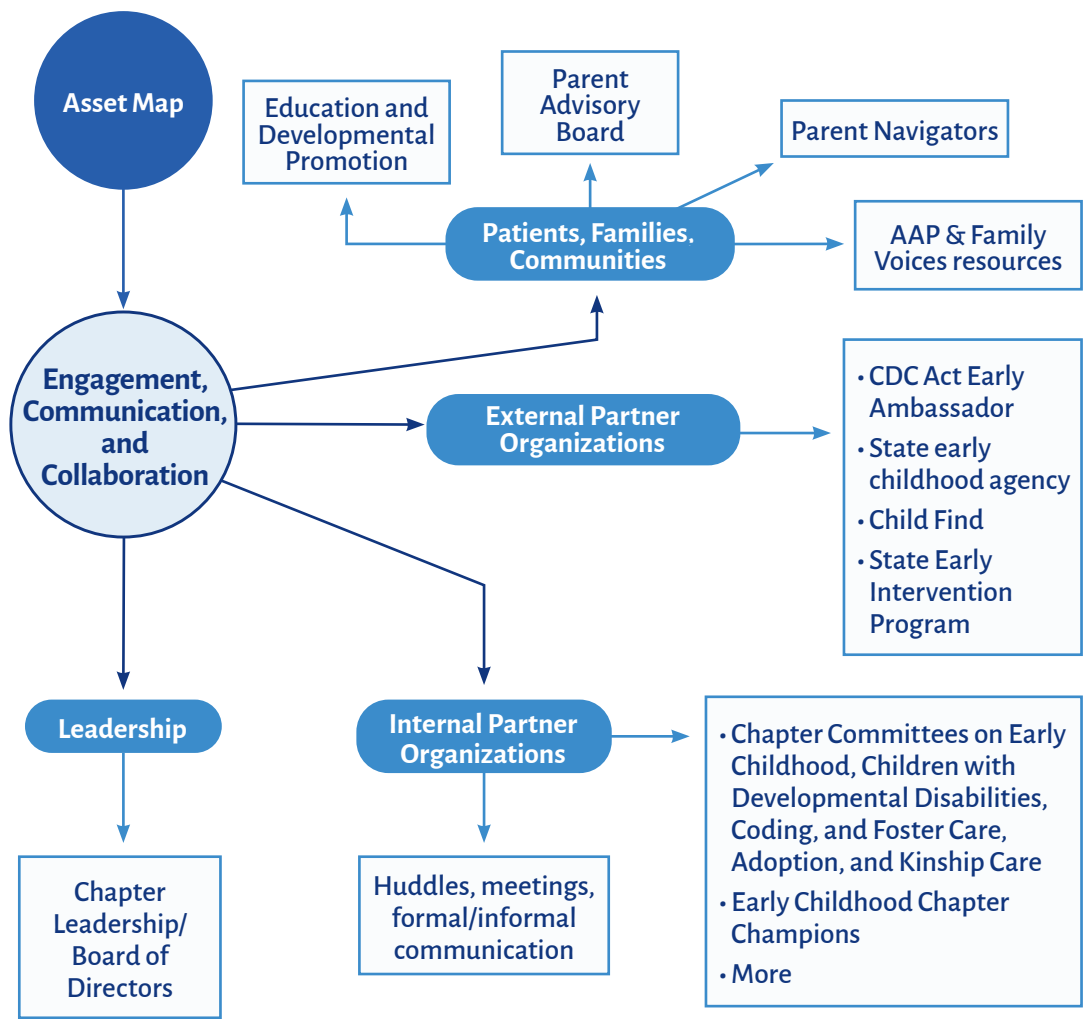 Asset Map
Education and
Developmental
Promotion
Parent
Advisory
Board
Parent Navigators
Patients, Families.
Communities
AAP & Family
Voices resources
Engagement,
Communication,
and
Collaboration
External Partner
Organizations
• CDC Act Early
Ambassador
• State early
childhood agency
• Child Find
• State Early
Intervention
Program
Leadership
Internal Partner
Organizations
• Chapter Committees on Early
Childhood, Children with
Developmental Disabilities,
Coding, and Foster Care,
Adoption, and Kinship Care
• Early Childhood Chapter
Champions
• More
Chapter
Leadership/
Board of
Directors
Huddles, meetings,
formal/informal
communication